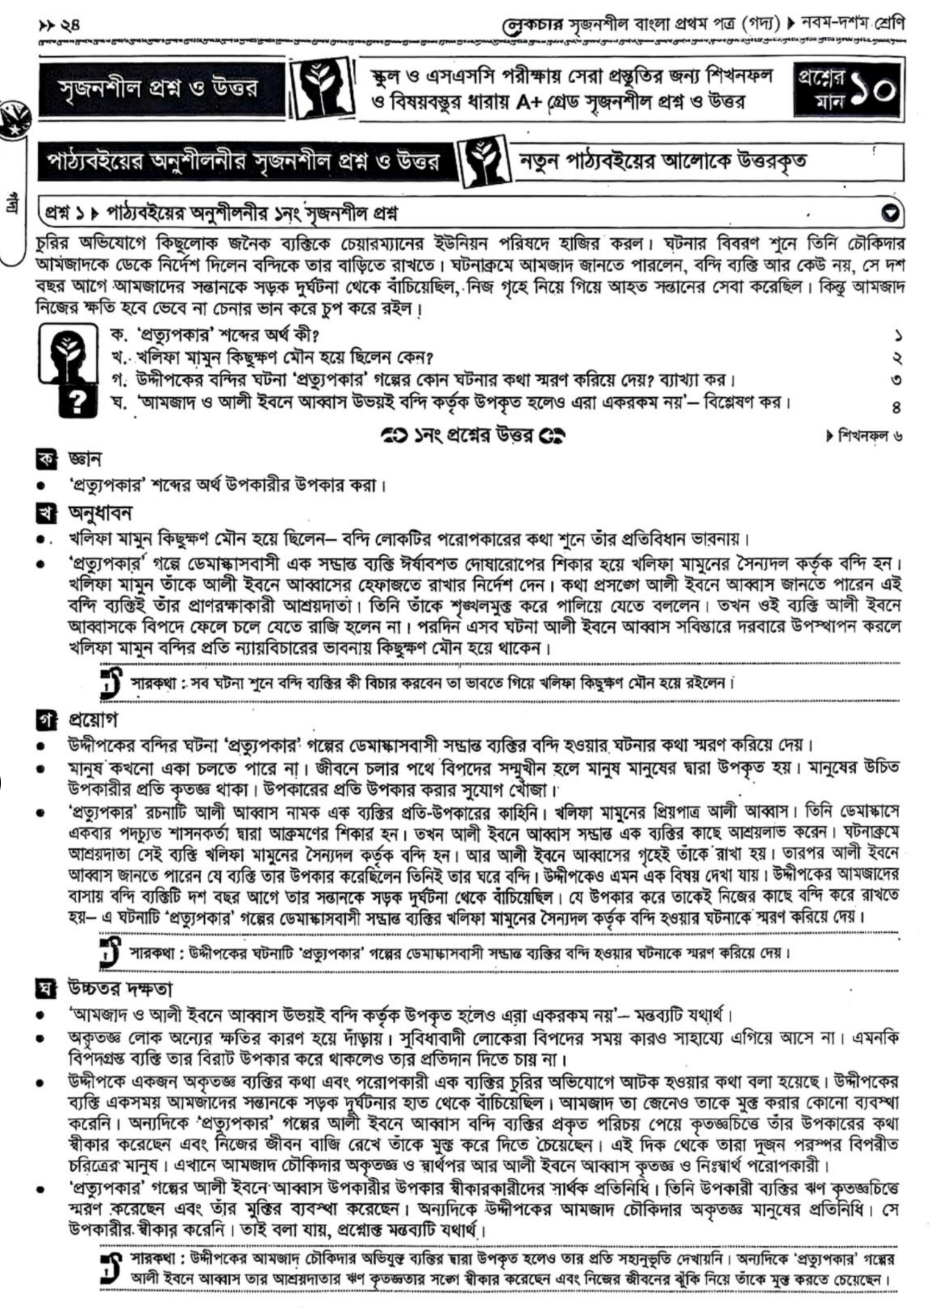 >> ২৪
লেকচার সৃজনশীল বাংলা প্রথম পত্র (গদ্য) ▶ নবম-দশম শ্রেণি
সৃজনশীল প্রশ্ন ও উত্তর
স্কুল ও এসএসসি পরীক্ষায় সেরা প্রস্তুতির জন্য শিখনফল
ও বিষয়বস্তুর ধারায় A+ গ্রেড সৃজনশীল প্রশ্ন ও উত্তর
প্রশ্নের মান ১০
পাঠ্যবইয়ের অনুশীলনীর সৃজনশীল প্রশ্ন ও উত্তর
নতুন পাঠ্যবইয়ের আলোকে উত্তরকৃত
গদ্য
প্রশ্ন ১ ▶ পাঠ্যবইয়ের অনুশীলনীর ১নং সৃজনশীল প্রশ্ন
চুরির অভিযোগে কিছুলোক জনৈক ব্যক্তিকে চেয়ারম্যানের ইউনিয়ন পরিষদে হাজির করল। ঘটনার বিবরণ শুনে তিনি চৌকিদার
আমজাদকে ডেকে নির্দেশ দিলেন বন্দিকে তার বাড়িতে রাখতে। ঘটনাক্রমে আমজাদ জানতে পারলেন, বন্দি ব্যক্তি আর কেউ নয়, সে দশ
বছর আগে আমজাদের সন্তানকে সড়ক দুর্ঘটনা থেকে বাঁচিয়েছিল, নিজ গৃহে নিয়ে গিয়ে আহত সন্তানের সেবা করেছিল। কিন্তু আমজাদ
নিজের ক্ষতি হবে ভেবে না চেনার ভান করে চুপ করে রইল।
ক. 'প্রত্যুপকার' শব্দের অর্থ কী? ১
খ. খলিফা মামুন কিছুক্ষণ মৌন হয়ে ছিলেন কেন? ২
গ. উদ্দীপকের বন্দির ঘটনা 'প্রত্যুপকার' গল্পের কোন ঘটনার কথা স্মরণ করিয়ে দেয়? ব্যাখ্যা কর। ৩
ঘ. 'আমজাদ ও আলী ইবনে আব্বাস উভয়ই বন্দি কর্তৃক উপকৃত হলেও এরা একরকম নয়'– বিশ্লেষণ কর। ৪
১নং প্রশ্নের উত্তর
▶ শিখনফল ৬
ক জ্ঞান
● 'প্রত্যুপকার' শব্দের অর্থ উপকারীর উপকার করা।
খ অনুধাবন
● খলিফা মামুন কিছুক্ষণ মৌন হয়ে ছিলেন– বন্দি লোকটির পরোপকারের কথা শুনে তাঁর প্রতিবিধান ভাবনায়।
● 'প্রত্যুপকার' গল্পে ডেমাস্কাসবাসী এক সম্ভ্রান্ত ব্যক্তি ঈর্ষাবশত দোষারোপের শিকার হয়ে খলিফা মামুনের সৈন্যদল কর্তৃক বন্দি হন।
খলিফা মামুন তাঁকে আলী ইবনে আব্বাসের হেফাজতে রাখার নির্দেশ দেন। কথা প্রসঙ্গে আলী ইবনে আব্বাস জানতে পারেন এই
বন্দি ব্যক্তিই তাঁর প্রাণরক্ষাকারী আশ্রয়দাতা। তিনি তাঁকে শৃঙ্খলমুক্ত করে পালিয়ে যেতে বললেন। তখন ওই ব্যক্তি আলী ইবনে
আব্বাসকে বিপদে ফেলে চলে যেতে রাজি হলেন না। পরদিন এসব ঘটনা আলী ইবনে আব্বাস সবিস্তারে দরবারে উপস্থাপন করলে
খলিফা মামুন বন্দির প্রতি ন্যায়বিচারের ভাবনায় কিছুক্ষণ মৌন হয়ে থাকেন।
সারকথা : সব ঘটনা শুনে বন্দি ব্যক্তির কী বিচার করবেন তা ভাবতে গিয়ে খলিফা কিছুক্ষণ মৌন হয়ে রইলেন।
গ প্রয়োগ
● উদ্দীপকের বন্দির ঘটনা 'প্রত্যুপকার' গল্পের ডেমাস্কাসবাসী সম্ভ্রান্ত ব্যক্তির বন্দি হওয়ার ঘটনার কথা স্মরণ করিয়ে দেয়।
● মানুষ কখনো একা চলতে পারে না। জীবনে চলার পথে বিপদের সম্মুখীন হলে মানুষ মানুষের দ্বারা উপকৃত হয়। মানুষের উচিত
উপকারীর প্রতি কৃতজ্ঞ থাকা। উপকারের প্রতি উপকার করার সুযোগ খোঁজা।
● 'প্রত্যুপকার' রচনাটি আলী আব্বাস নামক এক ব্যক্তির প্রতি-উপকারের কাহিনি। খলিফা মামুনের প্রিয়পাত্র আলী আব্বাস। তিনি ডেমাস্কাসে
একবার পদচ্যুত শাসনকর্তা দ্বারা আক্রমণের শিকার হন। তখন আলী ইবনে আব্বাস সম্ভ্রান্ত এক ব্যক্তির কাছে আশ্রয়লাভ করেন। ঘটনাক্রমে
আশ্রয়দাতা সেই ব্যক্তি খলিফা মামুনের সৈন্যদল কর্তৃক বন্দি হন। আর আলী ইবনে আব্বাসের গৃহেই তাঁকে রাখা হয়। তারপর আলী ইবনে
আব্বাস জানতে পারেন যে ব্যক্তি তার উপকার করেছিলেন তিনিই তার ঘরে বন্দি। উদ্দীপকেও এমন এক বিষয় দেখা যায়। উদ্দীপকের আমজাদের
বাসায় বন্দি ব্যক্তিটি দশ বছর আগে তার সন্তানকে সড়ক দুর্ঘটনা থেকে বাঁচিয়েছিল। যে উপকার করে তাকেই নিজের কাছে বন্দি করে রাখতে
হয়– এ ঘটনাটি 'প্রত্যুপকার' গল্পের ডেমাস্কাসবাসী সম্ভ্রান্ত ব্যক্তির খলিফা মামুনের সৈন্যদল কর্তৃক বন্দি হওয়ার ঘটনাকে স্মরণ করিয়ে দেয়।
সারকথা : উদ্দীপকের ঘটনাটি 'প্রত্যুপকার' গল্পের ডেমাস্কাসবাসী সম্ভ্রান্ত ব্যক্তির বন্দি হওয়ার ঘটনাকে স্মরণ করিয়ে দেয়।
ঘ উচ্চতর দক্ষতা
● 'আমজাদ ও আলী ইবনে আব্বাস উভয়ই বন্দি কর্তৃক উপকৃত হলেও এরা একরকম নয়'– মন্তব্যটি যথার্থ।
● অকৃতজ্ঞ লোক অন্যের ক্ষতির কারণ হয়ে দাঁড়ায়। সুবিধাবাদী লোকেরা বিপদের সময় কারও সাহায্যে এগিয়ে আসে না। এমনকি
বিপদগ্রস্ত ব্যক্তি তার বিরাট উপকার করে থাকলেও তার প্রতিদান দিতে চায় না।
● উদ্দীপকে একজন অকৃতজ্ঞ ব্যক্তির কথা এবং পরোপকারী এক ব্যক্তির চুরির অভিযোগে আটক হওয়ার কথা বলা হয়েছে। উদ্দীপকের
ব্যক্তি একসময় আমজাদের সন্তানকে সড়ক দুর্ঘটনার হাত থেকে বাঁচিয়েছিল। আমজাদ তা জেনেও তাকে মুক্ত করার কোনো ব্যবস্থা
করেনি। অন্যদিকে 'প্রত্যুপকার' গল্পের আলী ইবনে আব্বাস বন্দি ব্যক্তির প্রকৃত পরিচয় পেয়ে কৃতজ্ঞচিত্তে তাঁর উপকারের কথা
স্বীকার করেছেন এবং নিজের জীবন বাজি রেখে তাঁকে মুক্ত করে দিতে চেয়েছেন। এই দিক থেকে তারা দুজন পরস্পর বিপরীত
চরিত্রের মানুষ। এখানে আমজাদ চৌকিদার অকৃতজ্ঞ ও স্বার্থপর আর আলী ইবনে আব্বাস কৃতজ্ঞ ও নিঃস্বার্থ পরোপকারী।
● 'প্রত্যুপকার' গল্পের আলী ইবনে আব্বাস উপকারীর উপকার স্বীকারকারীদের সার্থক প্রতিনিধি। তিনি উপকারী ব্যক্তির ঋণ কৃতজ্ঞচিত্তে
স্মরণ করেছেন এবং তাঁর মুক্তির ব্যবস্থা করেছেন। অন্যদিকে উদ্দীপকের আমজাদ চৌকিদার অকৃতজ্ঞ মানুষের প্রতিনিধি। সে
উপকারীর স্বীকার করেনি। তাই বলা যায়, প্রশ্নোক্ত মন্তব্যটি যথার্থ।
সারকথা : উদ্দীপকের আমজাদ চৌকিদার অভিযুক্ত ব্যক্তির দ্বারা উপকৃত হলেও তার প্রতি সহানুভূতি দেখায়নি। অন্যদিকে 'প্রত্যুপকার' গল্পের
আলী ইবনে আব্বাস তার আশ্রয়দাতার ঋণ কৃতজ্ঞতার সঙ্গে স্বীকার করেছেন এবং নিজের জীবনের ঝুঁকি নিয়ে তাঁকে মুক্ত করতে চেয়েছেন।